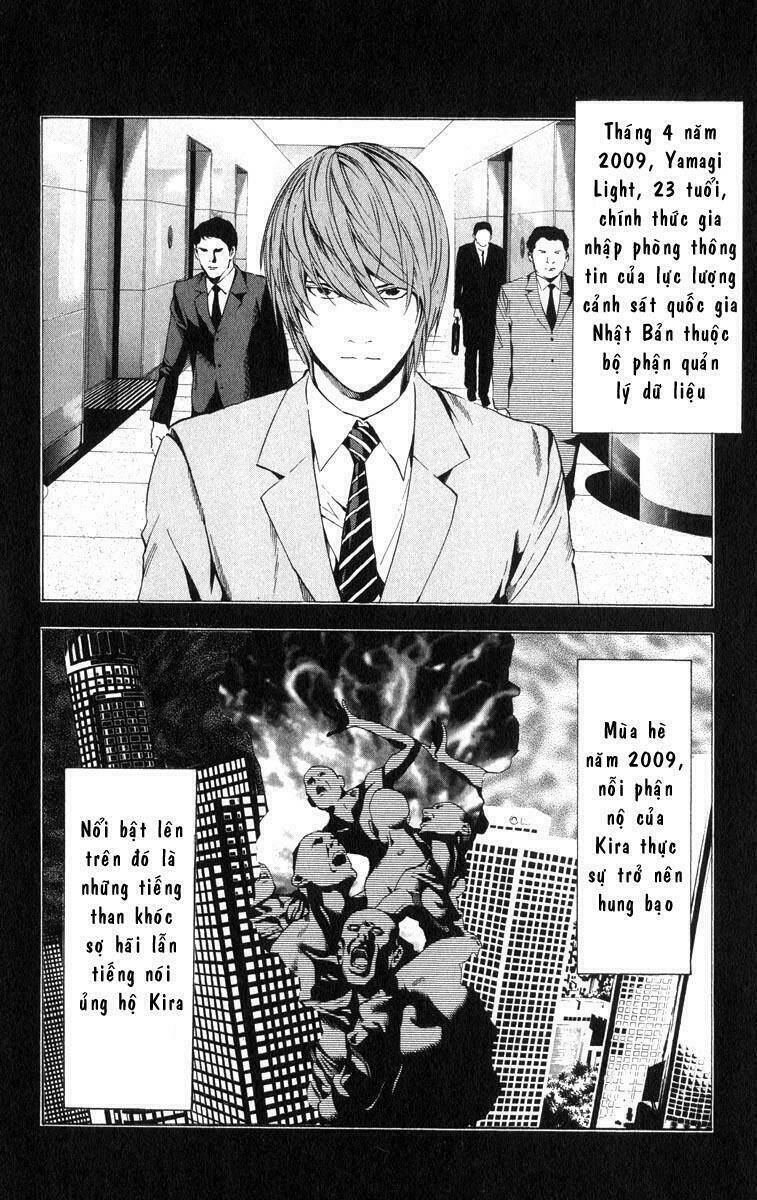 Tháng 4 năm
2009, Yamagi
Light, 23 tuổi,
chính thức gia
nhập phòng thông
tin của lực lượng
cảnh sát quốc gia
Nhật Bản thuộc
bộ phận quản
lý dữ liệu
Mùa hè
năm 2009,
nỗi phận
nộ của
Kira thực
sự trở nên
hung bạo
Nổi bật lên
trên đó là
những tiếng
than khóc
sợ hãi lẫn
tiếng nói
ủng hộ Kira